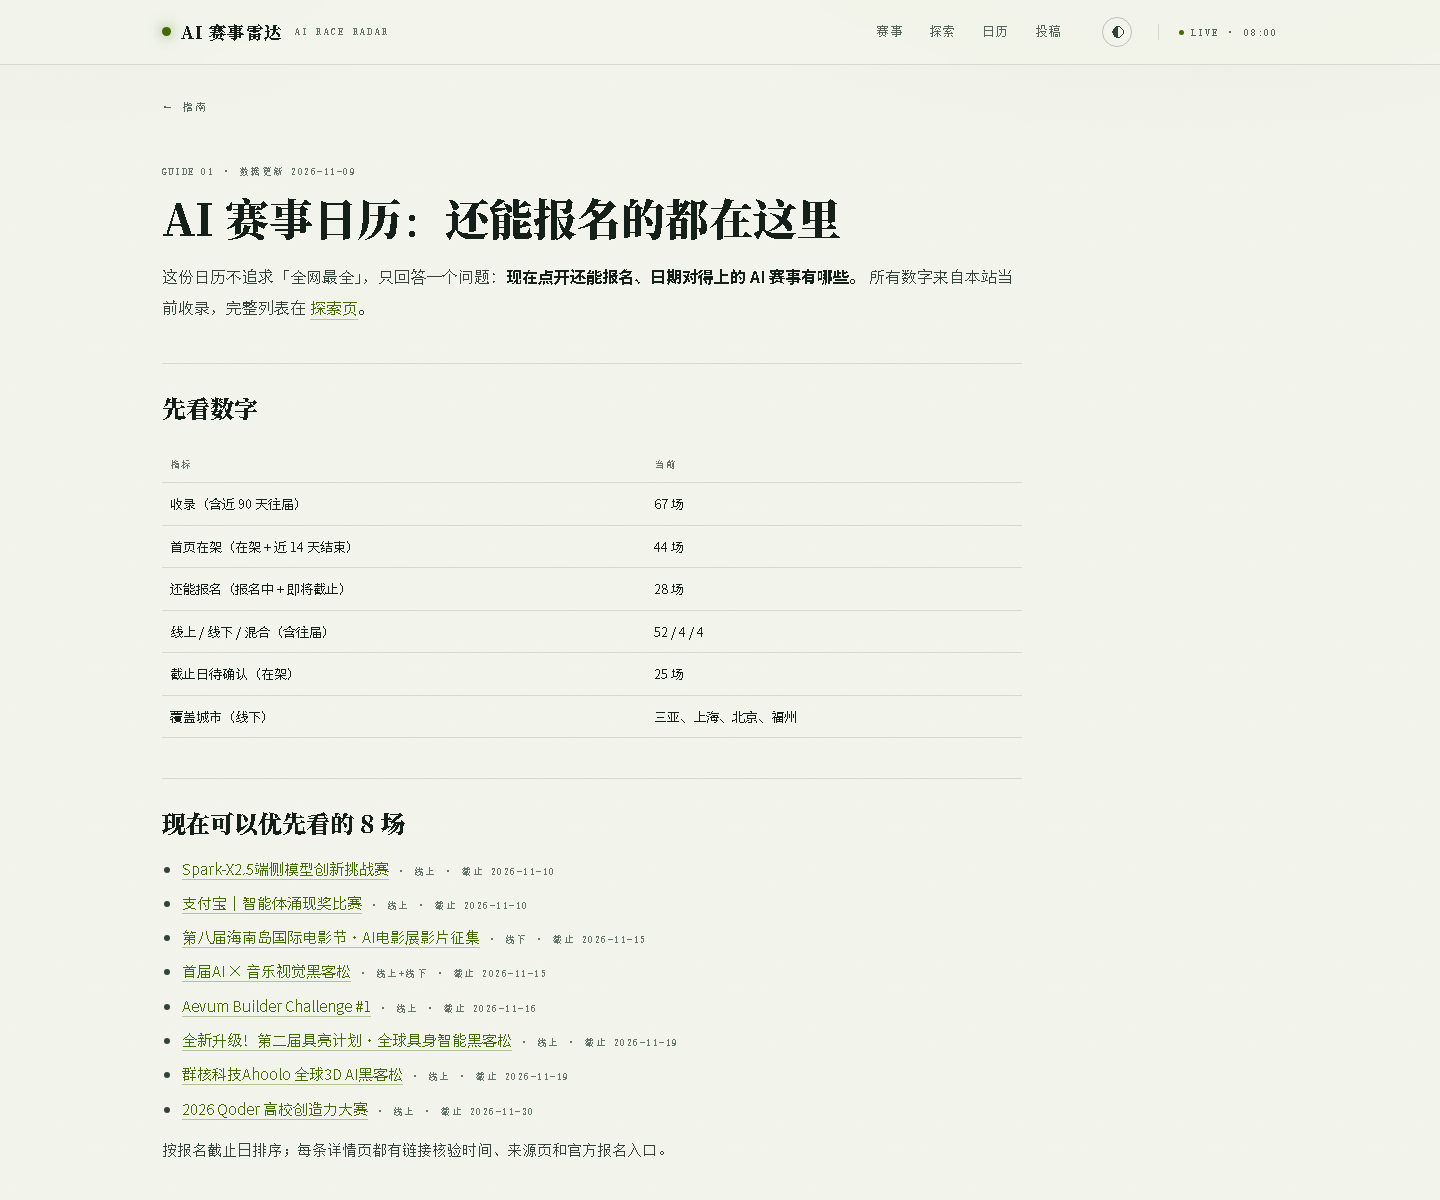 AI 赛事雷达 AI RACE RADAR 赛事 探索 日历 投稿 LIVE · 08:00
← 指南
GUIDE 01 · 数据更新 2026-11-09
AI 赛事日历：还能报名的都在这里
这份日历不追求「全网最全」，只回答一个问题：现在点开还能报名、日期对得上的 AI 赛事有哪些。 所有数字来自本站当
前收录，完整列表在 探索页。
先看数字
指标 当前
收录（含近 90 天往届） 67 场
首页在架（在架 + 近 14 天结束） 44 场
还能报名（报名中 + 即将截止） 28 场
线上 / 线下 / 混合（含往届） 52 / 4 / 4
截止日待确认（在架） 25 场
覆盖城市（线下） 三亚、上海、北京、福州
现在可以优先看的 8 场
Spark-X2.5端侧模型创新挑战赛 · 线上 · 截止 2026-11-10
支付宝｜智能体涌现奖比赛 · 线上 · 截止 2026-11-10
第八届海南岛国际电影节·AI电影展影片征集 · 线下 · 截止 2026-11-15
首届AI × 音乐视觉黑客松 · 线上+线下 · 截止 2026-11-15
Aevum Builder Challenge #1 · 线上 · 截止 2026-11-16
全新升级！第二届具亮计划·全球具身智能黑客松 · 线上 · 截止 2026-11-19
群核科技Aholo 全球3D AI黑客松 · 线上 · 截止 2026-11-19
2026 Qoder 高校创造力大赛 · 线上 · 截止 2026-11-30
按报名截止日排序；每条详情页都有链接核验时间、来源页和官方报名入口。